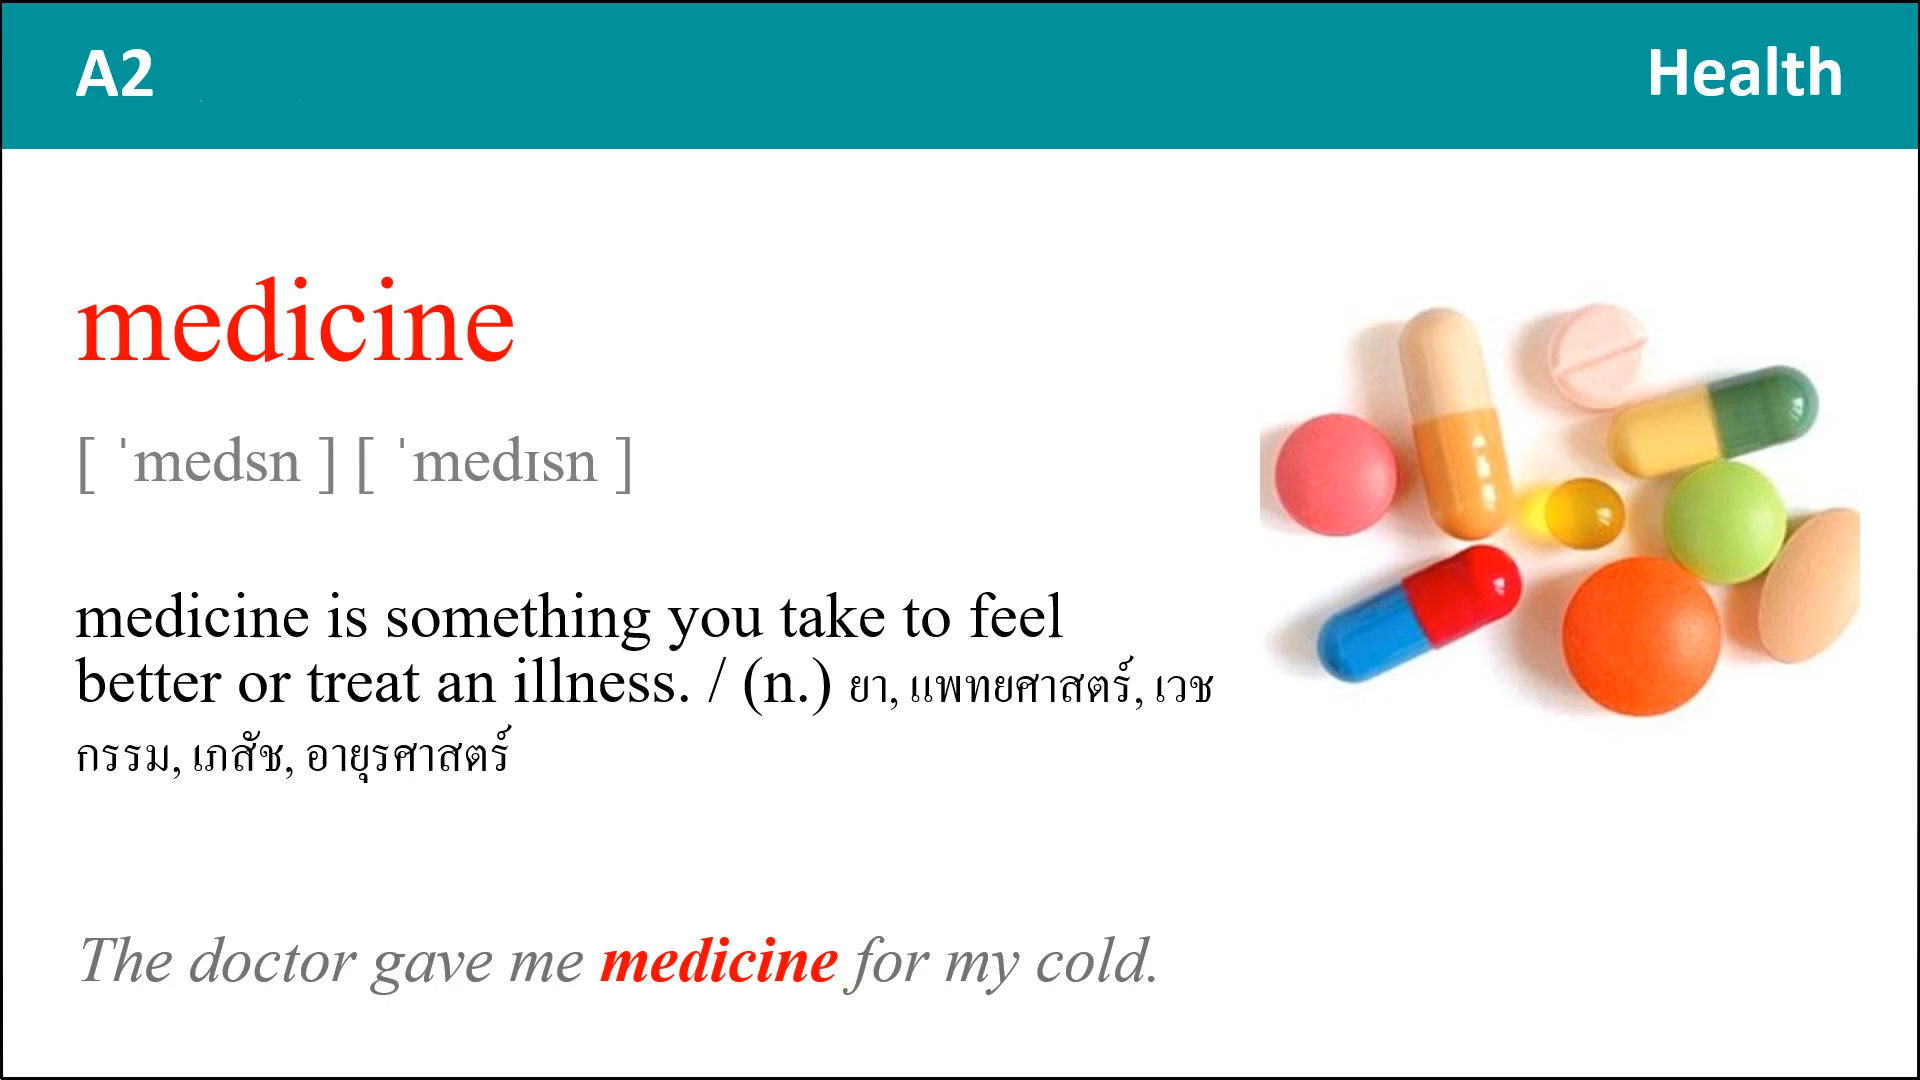 A2
Health
medicine
[ ˈmedsn ] [ ˈmedɪsn ]
medicine is something you take to feel
better or treat an illness. / (n.) ยา, แพทยศาสตร์, เวช
กรรม, เภสัช, อายุรศาสตร์
The doctor gave me medicine for my cold.